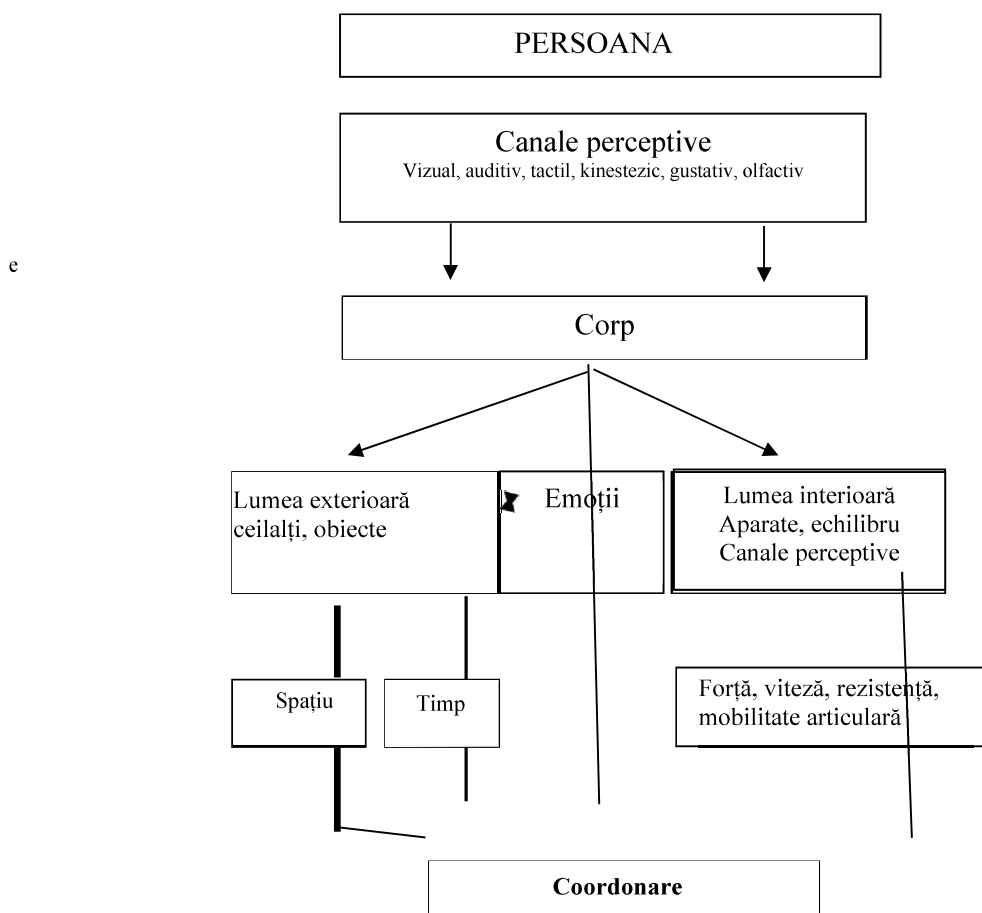 PERSOANA
Canale perceptive
Vizual, auditiv, tactil, kinestezic, gustativ, olfactiv
e
Corp
Lumea exterioară
ceilalți, obiecte
Emoții
Lumea interioară
Aparate, echilibru
Canale perceptive
Spațiu
Timp
Forță, viteză, rezistență,
mobilitate articulară
Coordonare